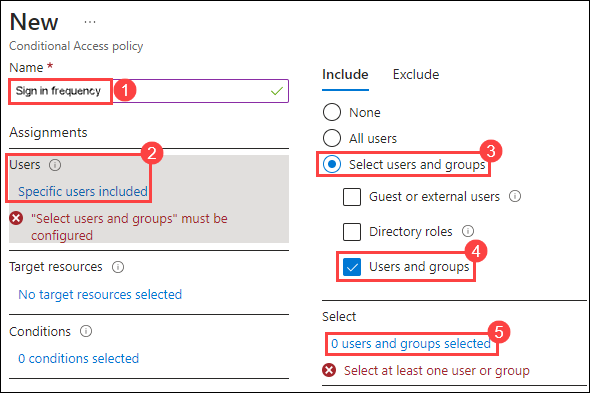 New ...
Conditional Access policy
Name *
Sign in frequency
1
Assignments
2
Users
Specific users included
"Select users and groups" must be
configured
Target resources
No target resources selected
Conditions
0 conditions selected
Include Exclude
None
All users
3
Select users and groups
Guest or external users
Directory roles
4
Users and groups
Select
5
0 users and groups selected
Select at least one user or group